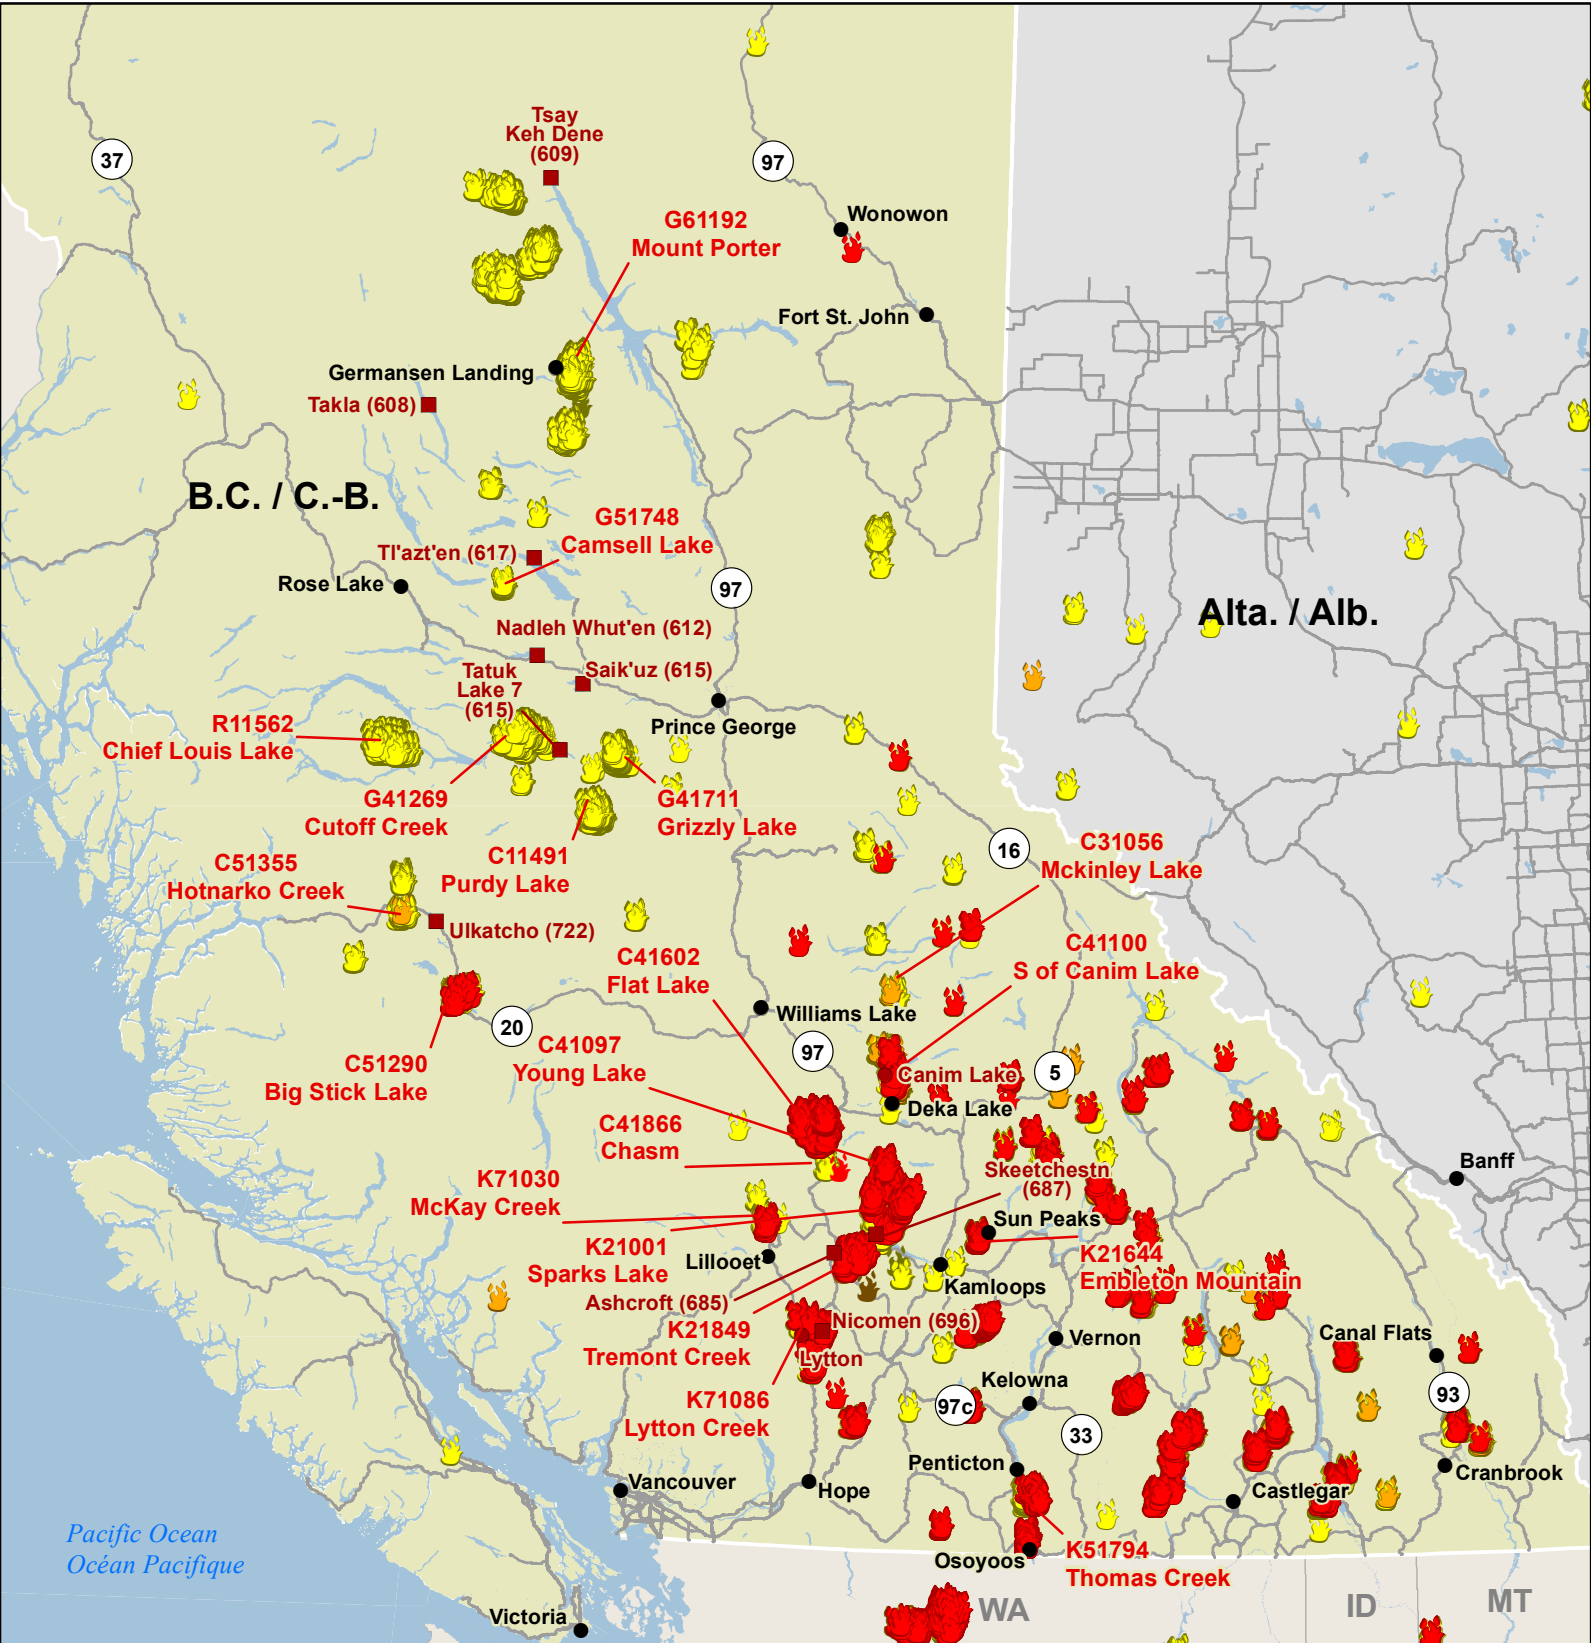 Tsay
Keh Dene
(609)
37
97
G61192
Mount Porter
Wonowon
Fort St. John
Germansen Landing
Takla (608)
B.C. / C.-B.
G51748
Camsell Lake
Tl'azt'en (617)
Rose Lake
97
Alta. / Alb.
Nadleh Whut'en (612)
Saik'uz (615)
Tatuk
Lake 7
(615)
Prince George
R11562
Chief Louis Lake
G41269
Cutoff Creek
G41711
Grizzly Lake
C11491
Purdy Lake
16
C31056
Mckinley Lake
C51355
Hotnarko Creek
Ulkatcho (722)
C41602
Flat Lake
C41100
S of Canim Lake
Williams Lake
20
97
C41097
Young Lake
C51290
Big Stick Lake
Canim Lake
5
Deka Lake
C41866
Chasm
Banff
Skeetchestn
(687)
K71030
McKay Creek
Sun Peaks
K21001
Sparks Lake
Lillooet
K21644
Embleton Mountain
Kamloops
Ashcroft (685)
Nicomen (696)
K21849
Tremont Creek
Lytton
Vernon
Canal Flats
K71086
Lytton Creek
Kelowna
97c
93
33
Penticton
Castlegar
Cranbrook
Vancouver
Hope
Pacific Ocean
Océan Pacifique
Osoyoos
K51794
Thomas Creek
Victoria
WA
ID
MT